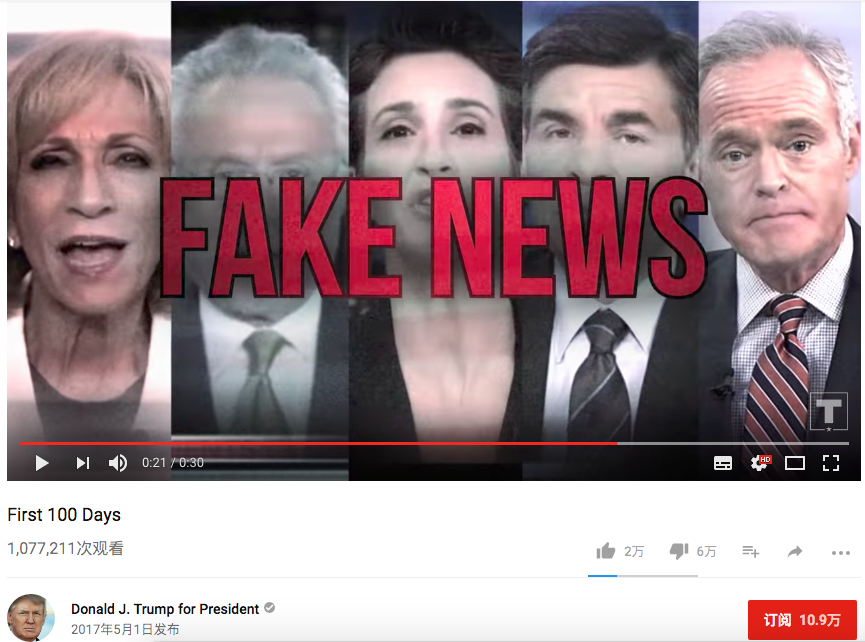 FAKE NEWS
T
HD
0:21 / 0:30
First 100 Days
1,077,211次观看
2万
6万
Donald J. Trump for President
2017年5月1日发布
订阅 10.9万